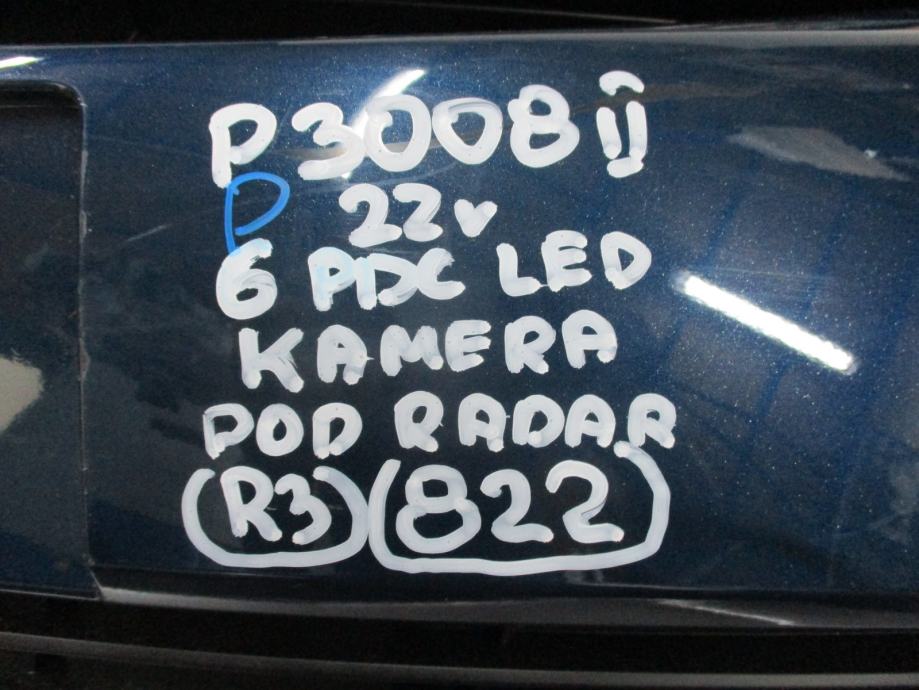 P3008 II
P 22v
6 PDC LED
KAMERA
POD RADAR
(R3) (822)